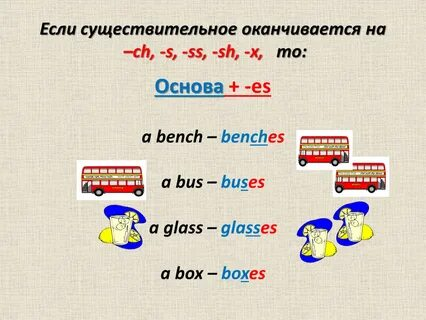 Если существительное оканчивается на
–ch, -s, -ss, -sh, -x, то:
Основа + -es
a bench – benches
a bus – buses
a glass – glasses
a box – boxes